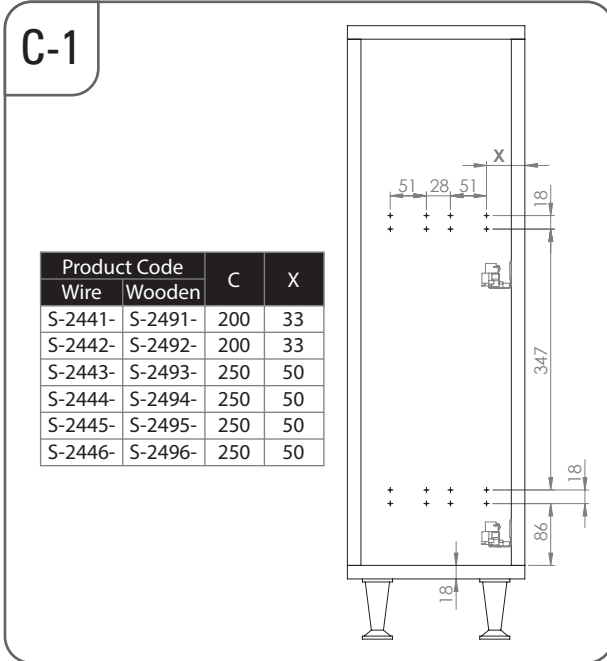 C-1
X
51 28 51
18
Product Code C X
Wire Wooden
S-2441- S-2491- 200 33
S-2442- S-2492- 200 33
S-2443- S-2493- 250 50
S-2444- S-2494- 250 50
S-2445- S-2495- 250 50
S-2446- S-2496- 250 50
347
18
86
18